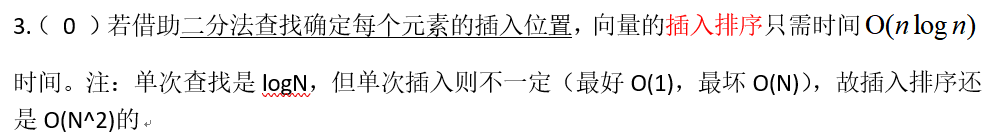 3.（ 0 ）若借助二分法查找确定每个元素的插入位置，向量的插入排序只需时间 O(n log n)
时间。注：单次查找是 logN，但单次插入则不一定（最好 O(1)，最坏 O(N)），故插入排序还
是 O(N^2)的